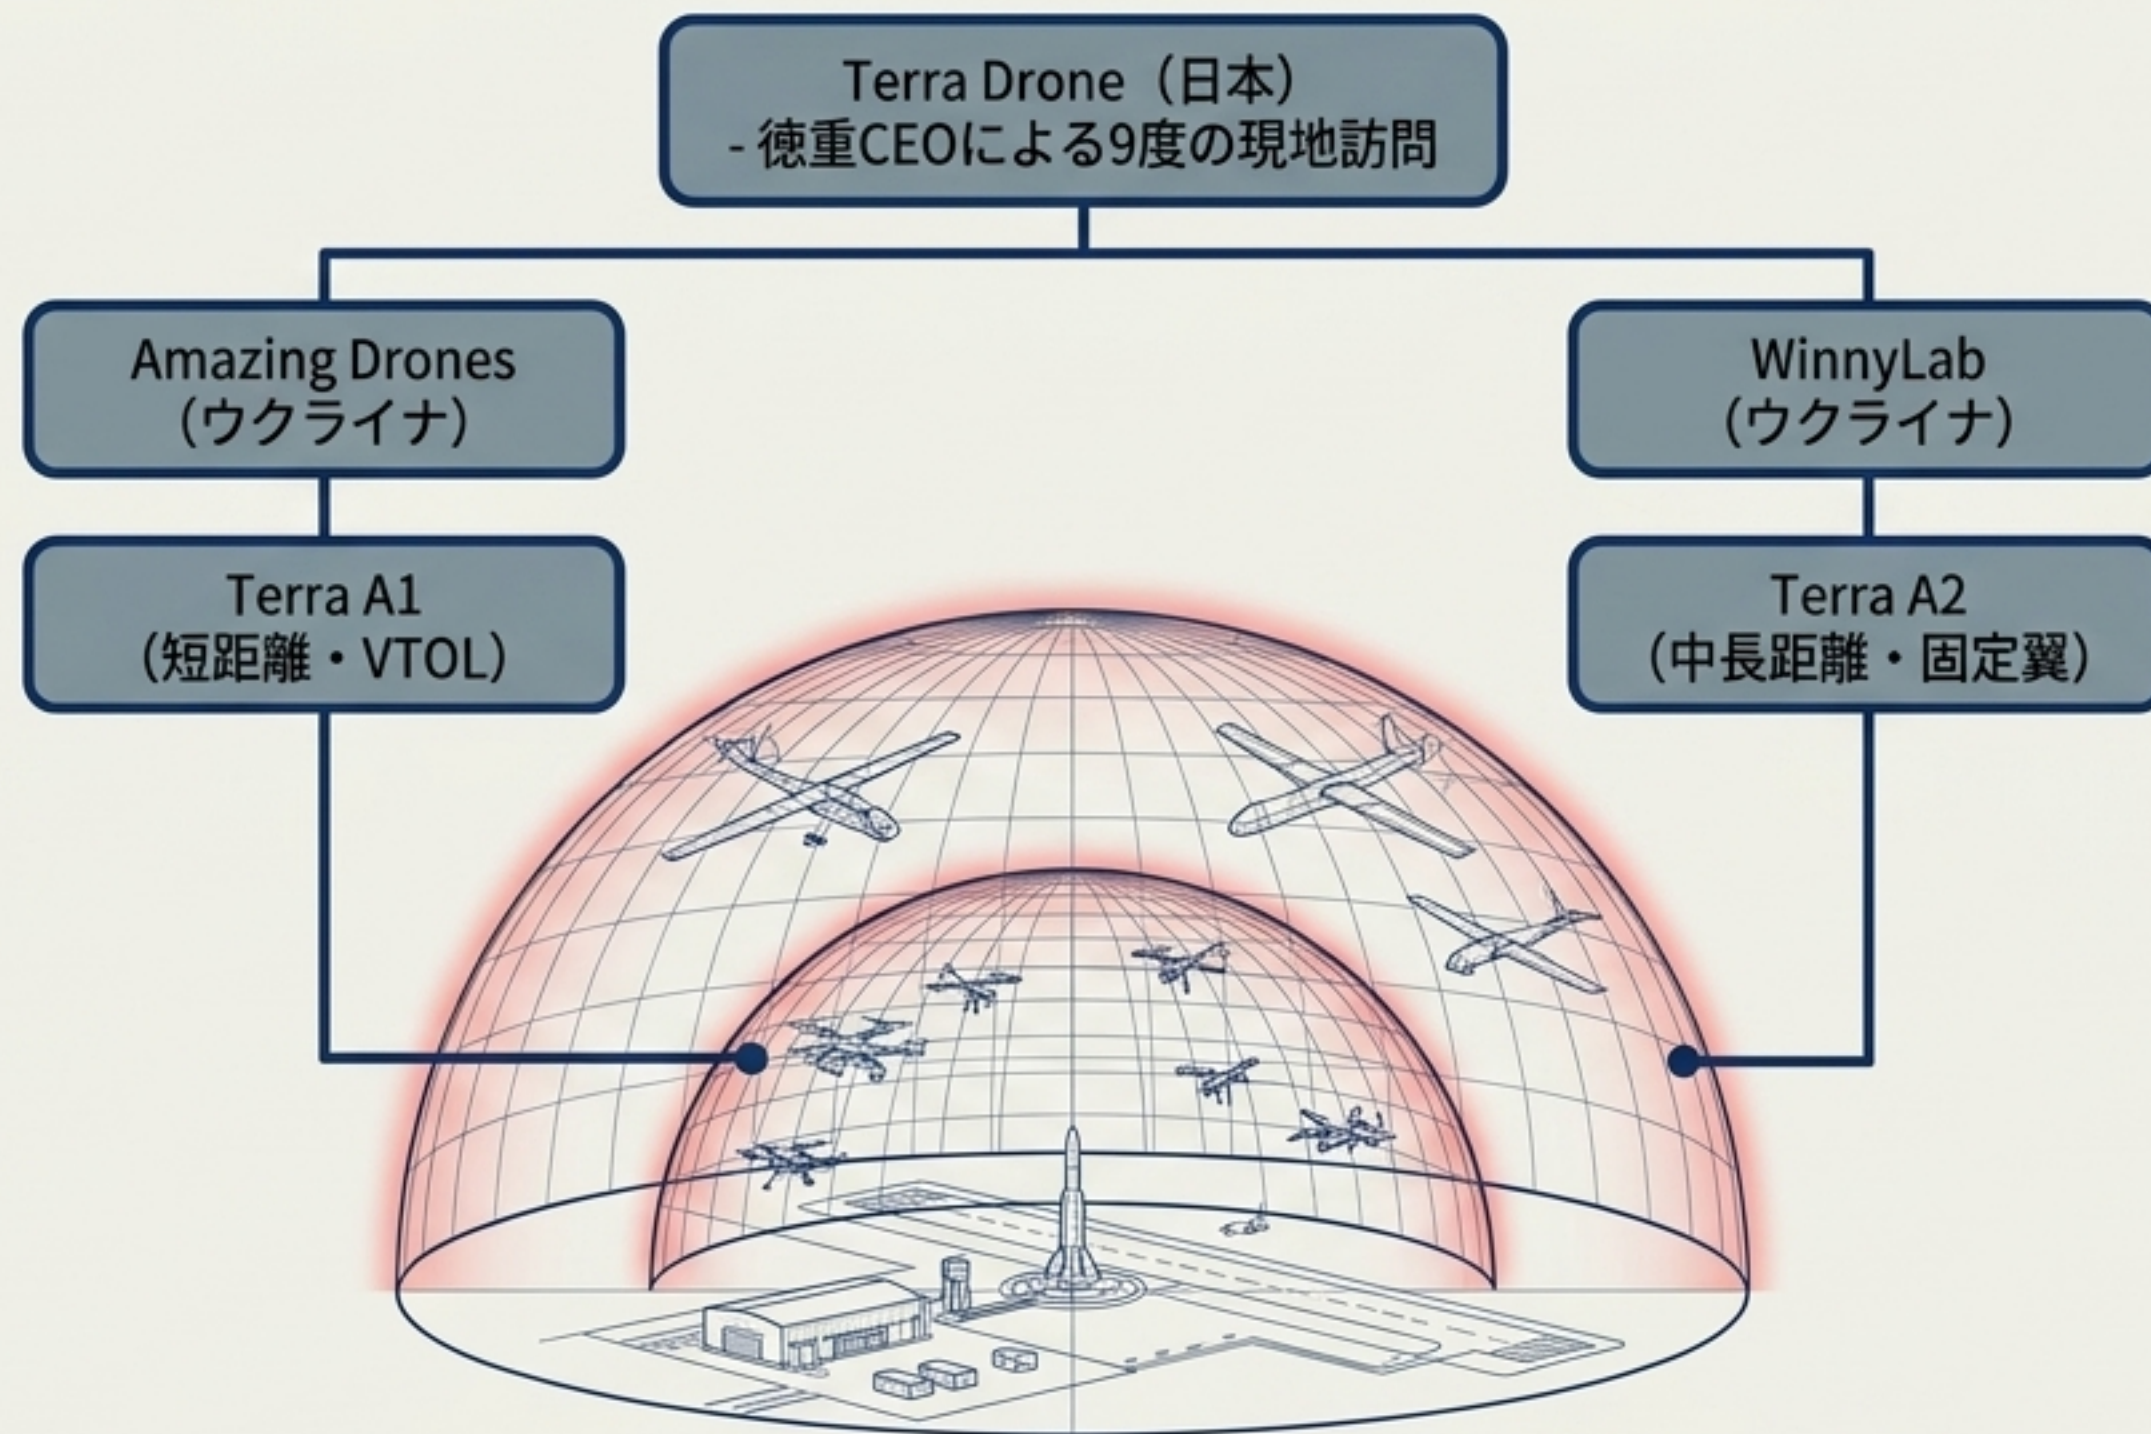 Terra Drone（日本）
- 徳重CEOによる9度の現地訪問
Amazing Drones
（ウクライナ）
WinnyLab
（ウクライナ）
Terra A1
（短距離・VTOL）
Terra A2
（中長距離・固定翼）